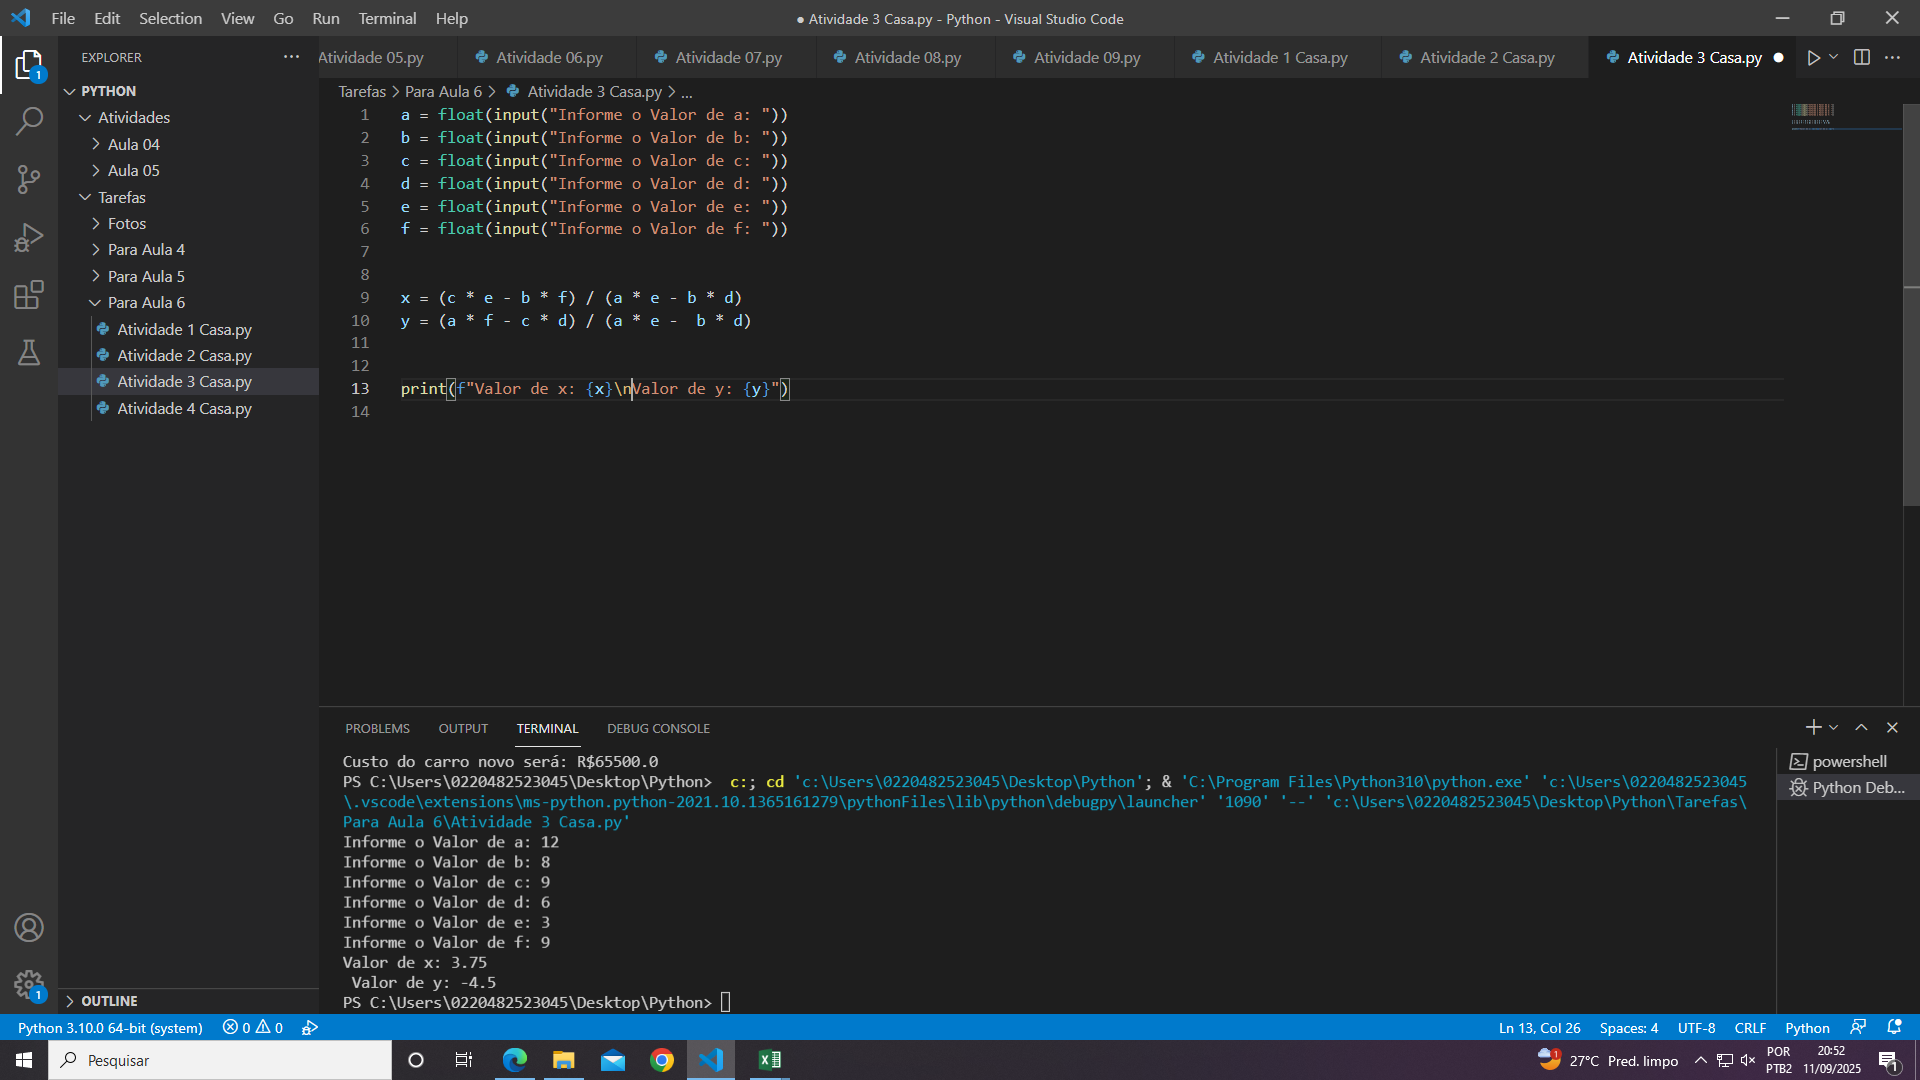 File Edit Selection View Go Run Terminal Help
● Atividade 3 Casa.py - Python - Visual Studio Code
EXPLORER
Atividade 05.py Atividade 06.py Atividade 07.py Atividade 08.py Atividade 09.py Atividade 1 Casa.py Atividade 2 Casa.py Atividade 3 Casa.py
1
PYTHON
Atividades
Aula 04
Aula 05
Tarefas
Fotos
Para Aula 4
Para Aula 5
Para Aula 6
Atividade 1 Casa.py
Atividade 2 Casa.py
Atividade 3 Casa.py
Atividade 4 Casa.py
OUTLINE
1
Tarefas > Para Aula 6 > Atividade 3 Casa.py > ...
1 a = float(input("Informe o Valor de a: "))
2 b = float(input("Informe o Valor de b: "))
3 c = float(input("Informe o Valor de c: "))
4 d = float(input("Informe o Valor de d: "))
5 e = float(input("Informe o Valor de e: "))
6 f = float(input("Informe o Valor de f: "))
7
8
9 x = (c * e - b * f) / (a * e - b * d)
10 y = (a * f - c * d) / (a * e -  b * d)
11
12
13 print(f"Valor de x: {x}\nValor de y: {y}")
14
PROBLEMS OUTPUT TERMINAL DEBUG CONSOLE
powershell
Python Deb...
Custo do carro novo será: R$65500.0
PS C:\Users\0220482523045\Desktop\Python>  c:; cd 'c:\Users\0220482523045\Desktop\Python'; & 'C:\Program Files\Python310\python.exe' 'c:\Users\0220482523045
\.vscode\extensions\ms-python.python-2021.10.1365161279\pythonFiles\lib\python\debugpy\launcher' '1090' '--' 'c:\Users\0220482523045\Desktop\Python\Tarefas\
Para Aula 6\Atividade 3 Casa.py'
Informe o Valor de a: 12
Informe o Valor de b: 8
Informe o Valor de c: 9
Informe o Valor de d: 6
Informe o Valor de e: 3
Informe o Valor de f: 9
Valor de x: 3.75
 Valor de y: -4.5
PS C:\Users\0220482523045\Desktop\Python>
Python 3.10.0 64-bit (system) 0 0 Ln 13, Col 26 Spaces: 4 UTF-8 CRLF Python
Pesquisar
1 27°C Pred. limpo
POR
PTB2
20:52
11/09/2025
1